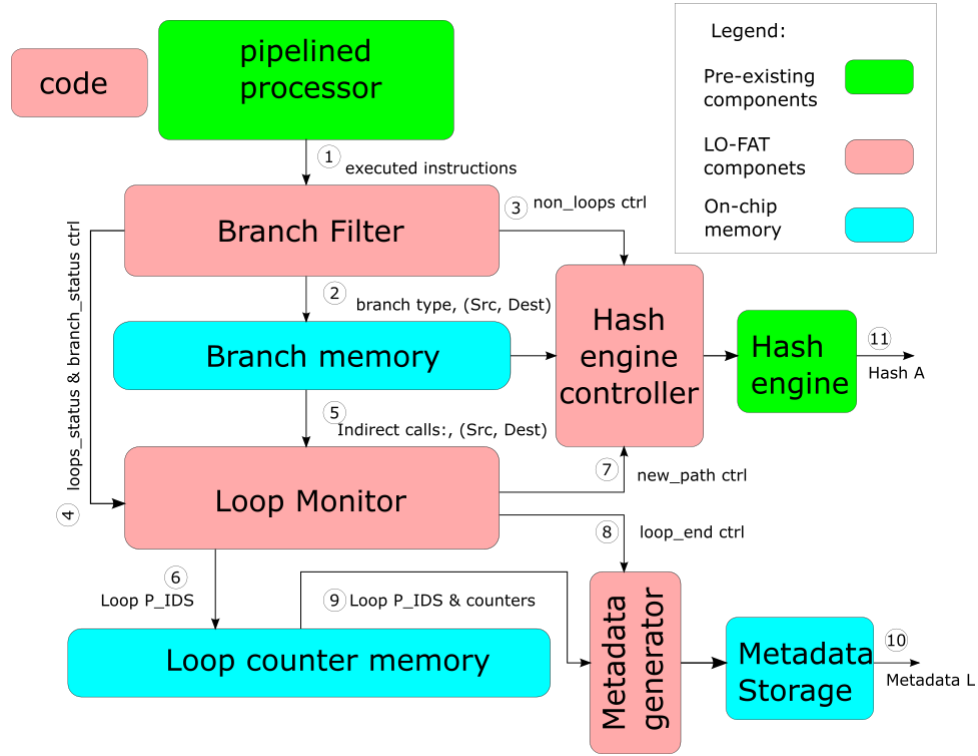 code
pipelined
processor
Legend:
Pre-existing
components
LO-FAT
componets
On-chip
memory
1
executed instructions
Branch Filter
3
non_loops ctrl
2
branch type, (Src, Dest)
Branch memory
Hash
engine
controller
Hash
engine
11
Hash A
loops_status & branch_status ctrl
4
5
Indirect calls:, (Src, Dest)
Loop Monitor
7
new_path ctrl
8
loop_end ctrl
6
Loop P_IDS
9
Loop P_IDS & counters
Loop counter memory
Metadata
generator
Metadata
Storage
10
Metadata L